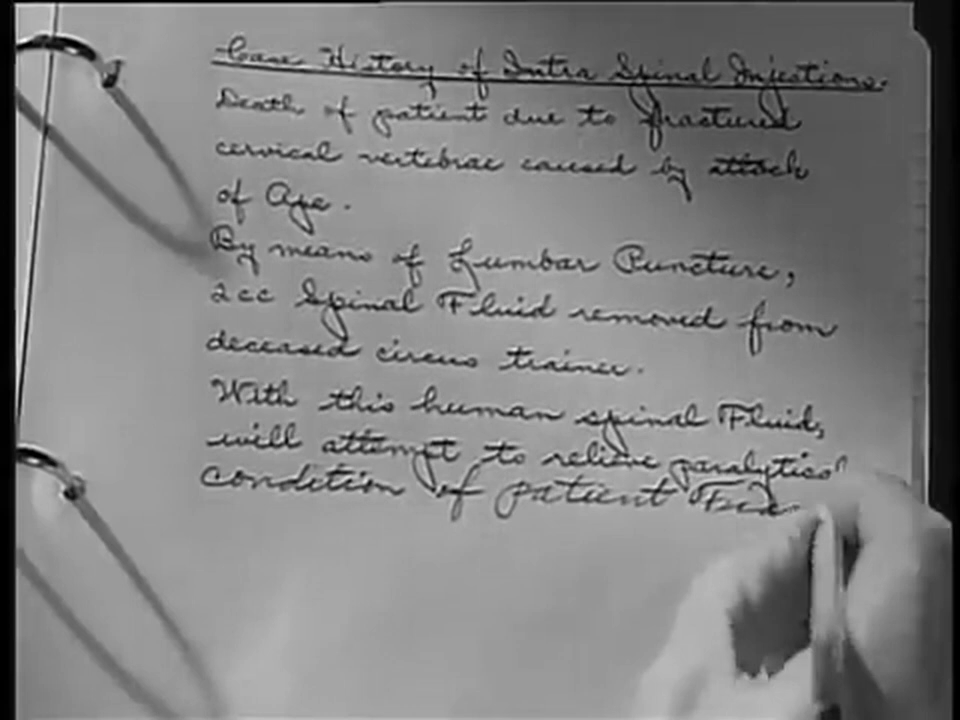 Case History of Intra Spinal Injections.
Death of patient due to fractured
cervical vertebrae caused by attack
of Ape.
By means of Lumbar Puncture,
2cc Spinal Fluid removed from
deceased circus trainer.
With this human spinal Fluid,
will attempt to relieve paralytic
condition of patient